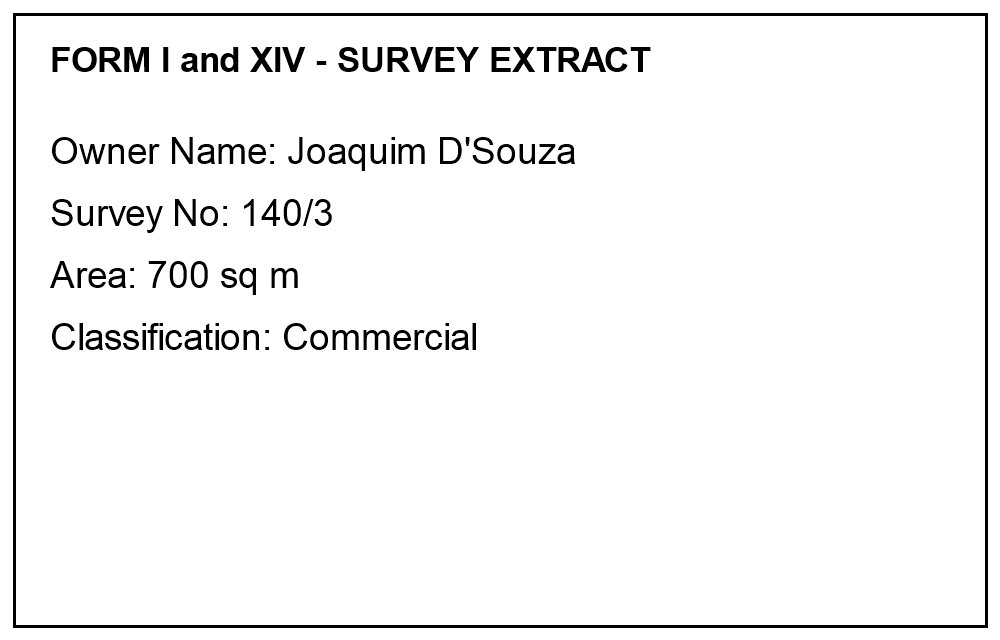 FORM I and XIV - SURVEY EXTRACT
Owner Name: Joaquim D'Souza
Survey No: 140/3
Area: 700 sq m
Classification: Commercial